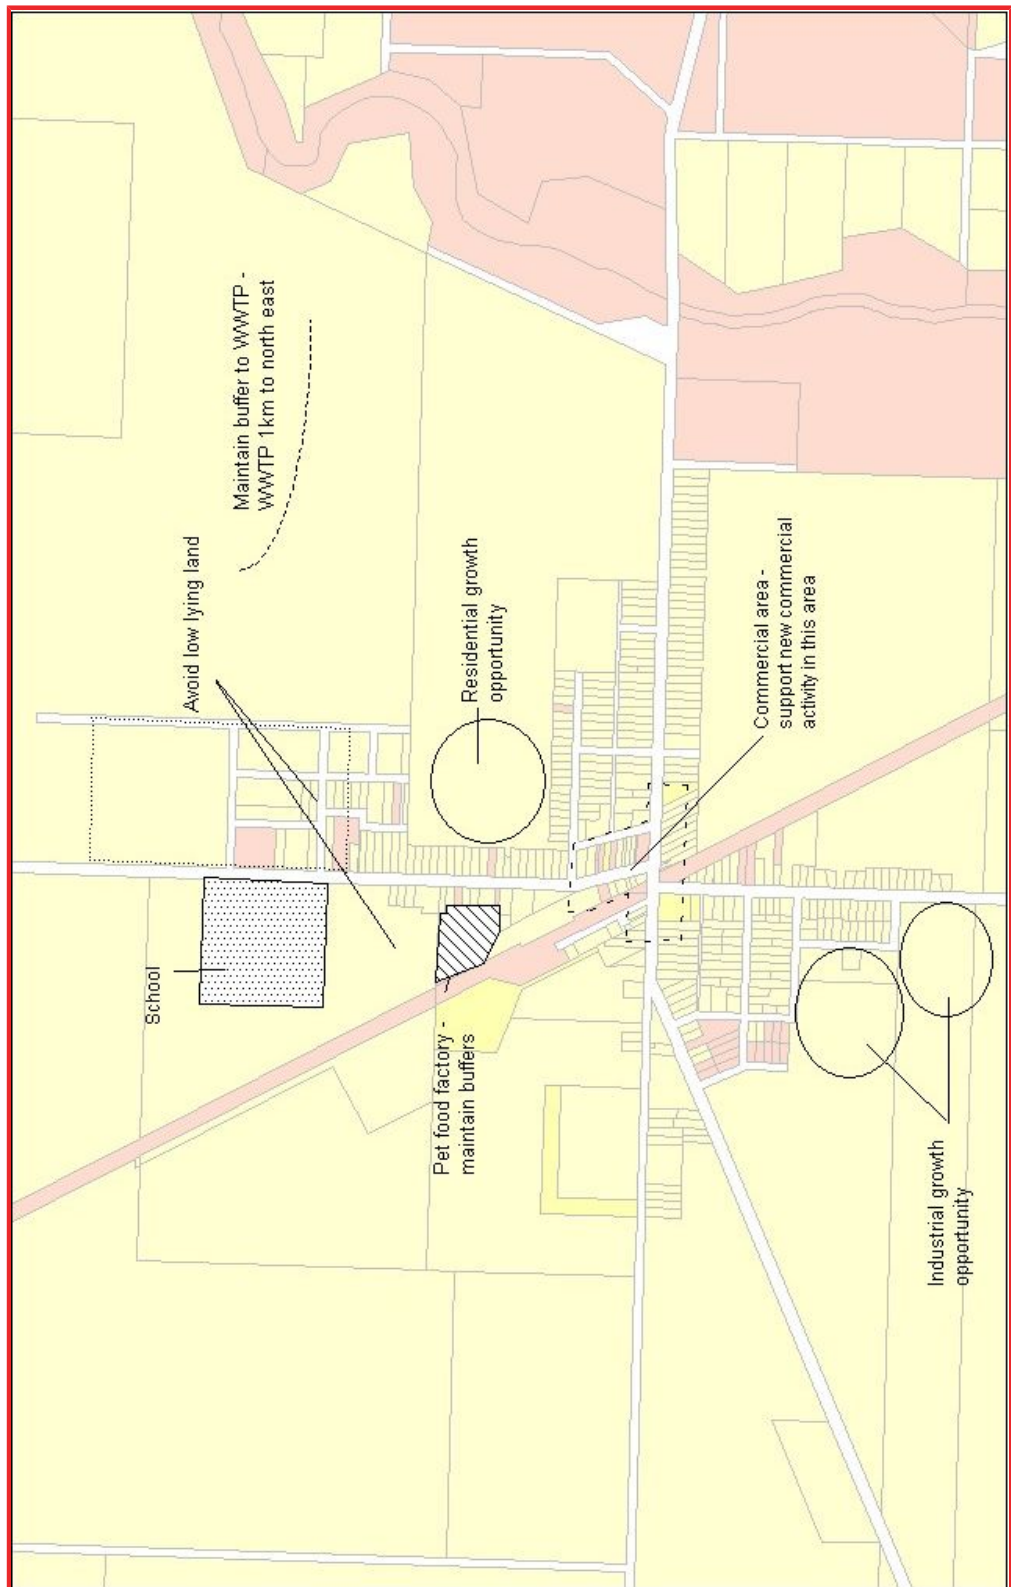 School
Avoid low lying land
Maintain buffer to WWTP -
WWTP 1km to north east
Pet food factory -
maintain buffers
Residential growth
opportunity
Commercial area -
support new commercial
activity in this area
Industrial growth
opportunity